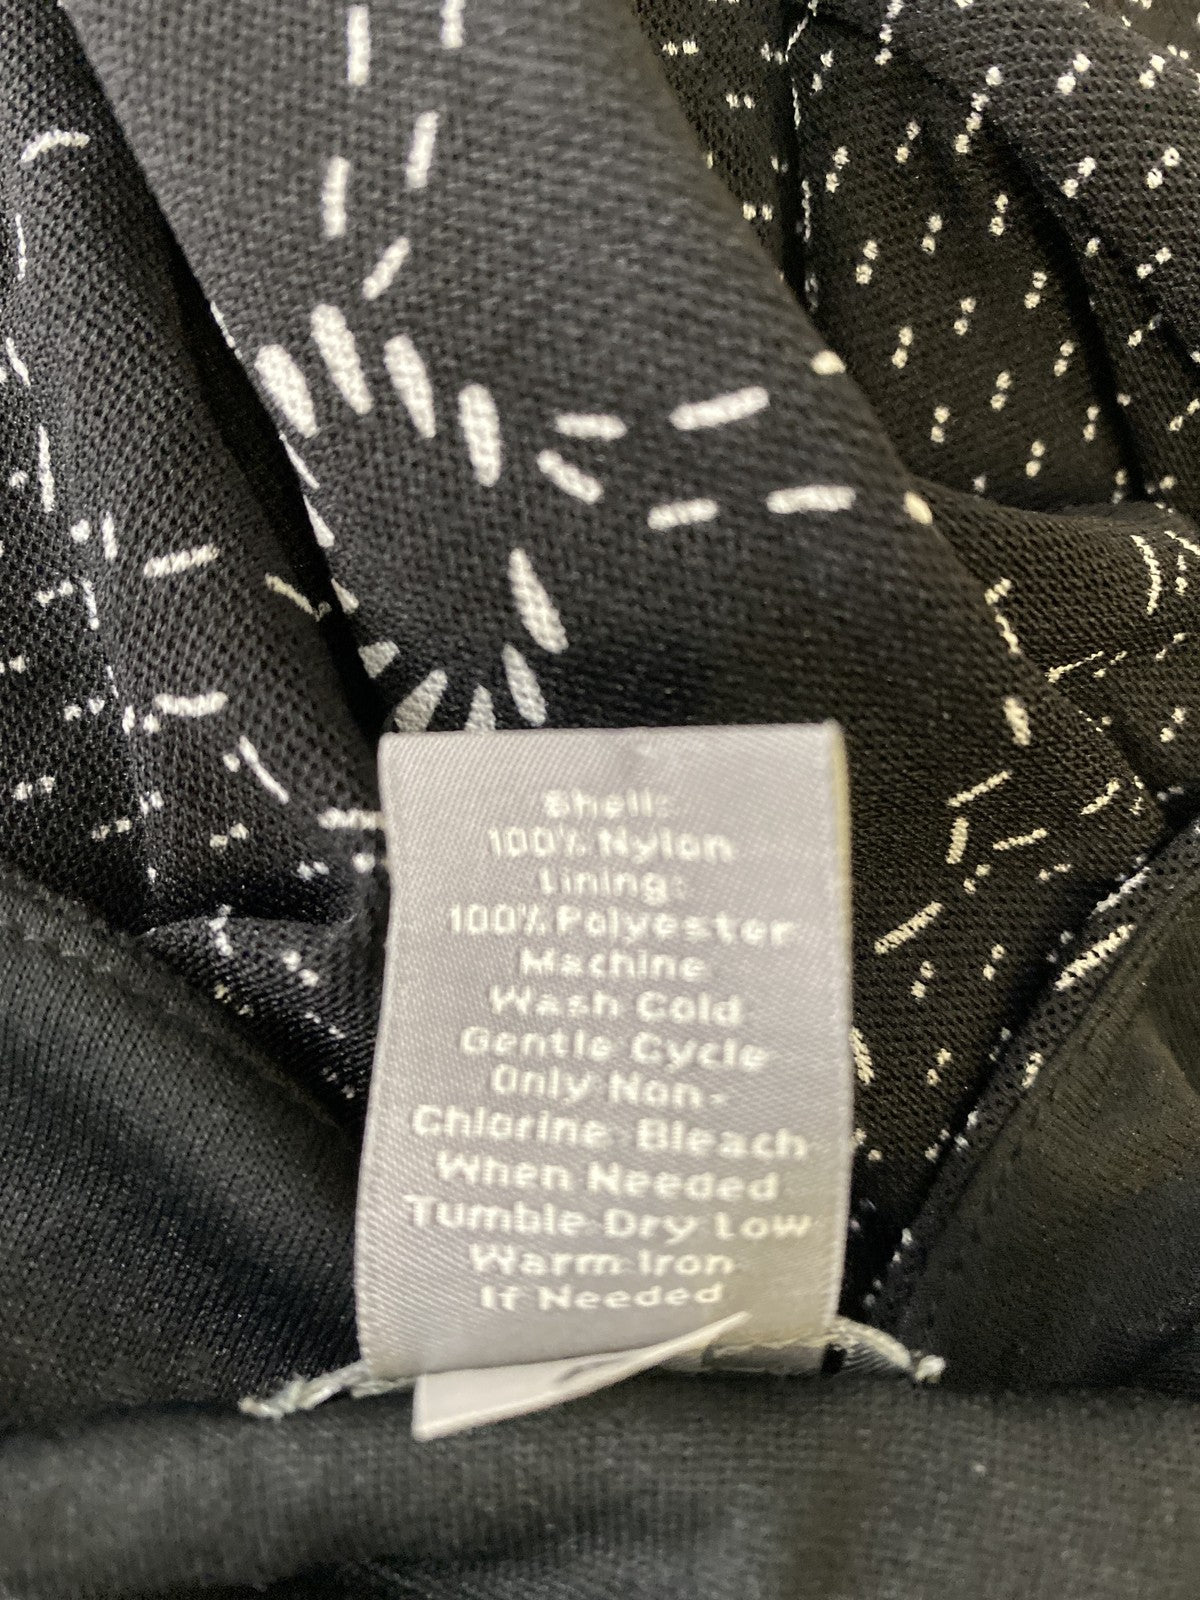 Shell:
100% Nylon
Lining:
100% Polyester
Machine
Wash Cold
Gentle Cycle
Only Non-
Chlorine Bleach
When Needed
Tumble Dry Low
Warm Iron
If Needed